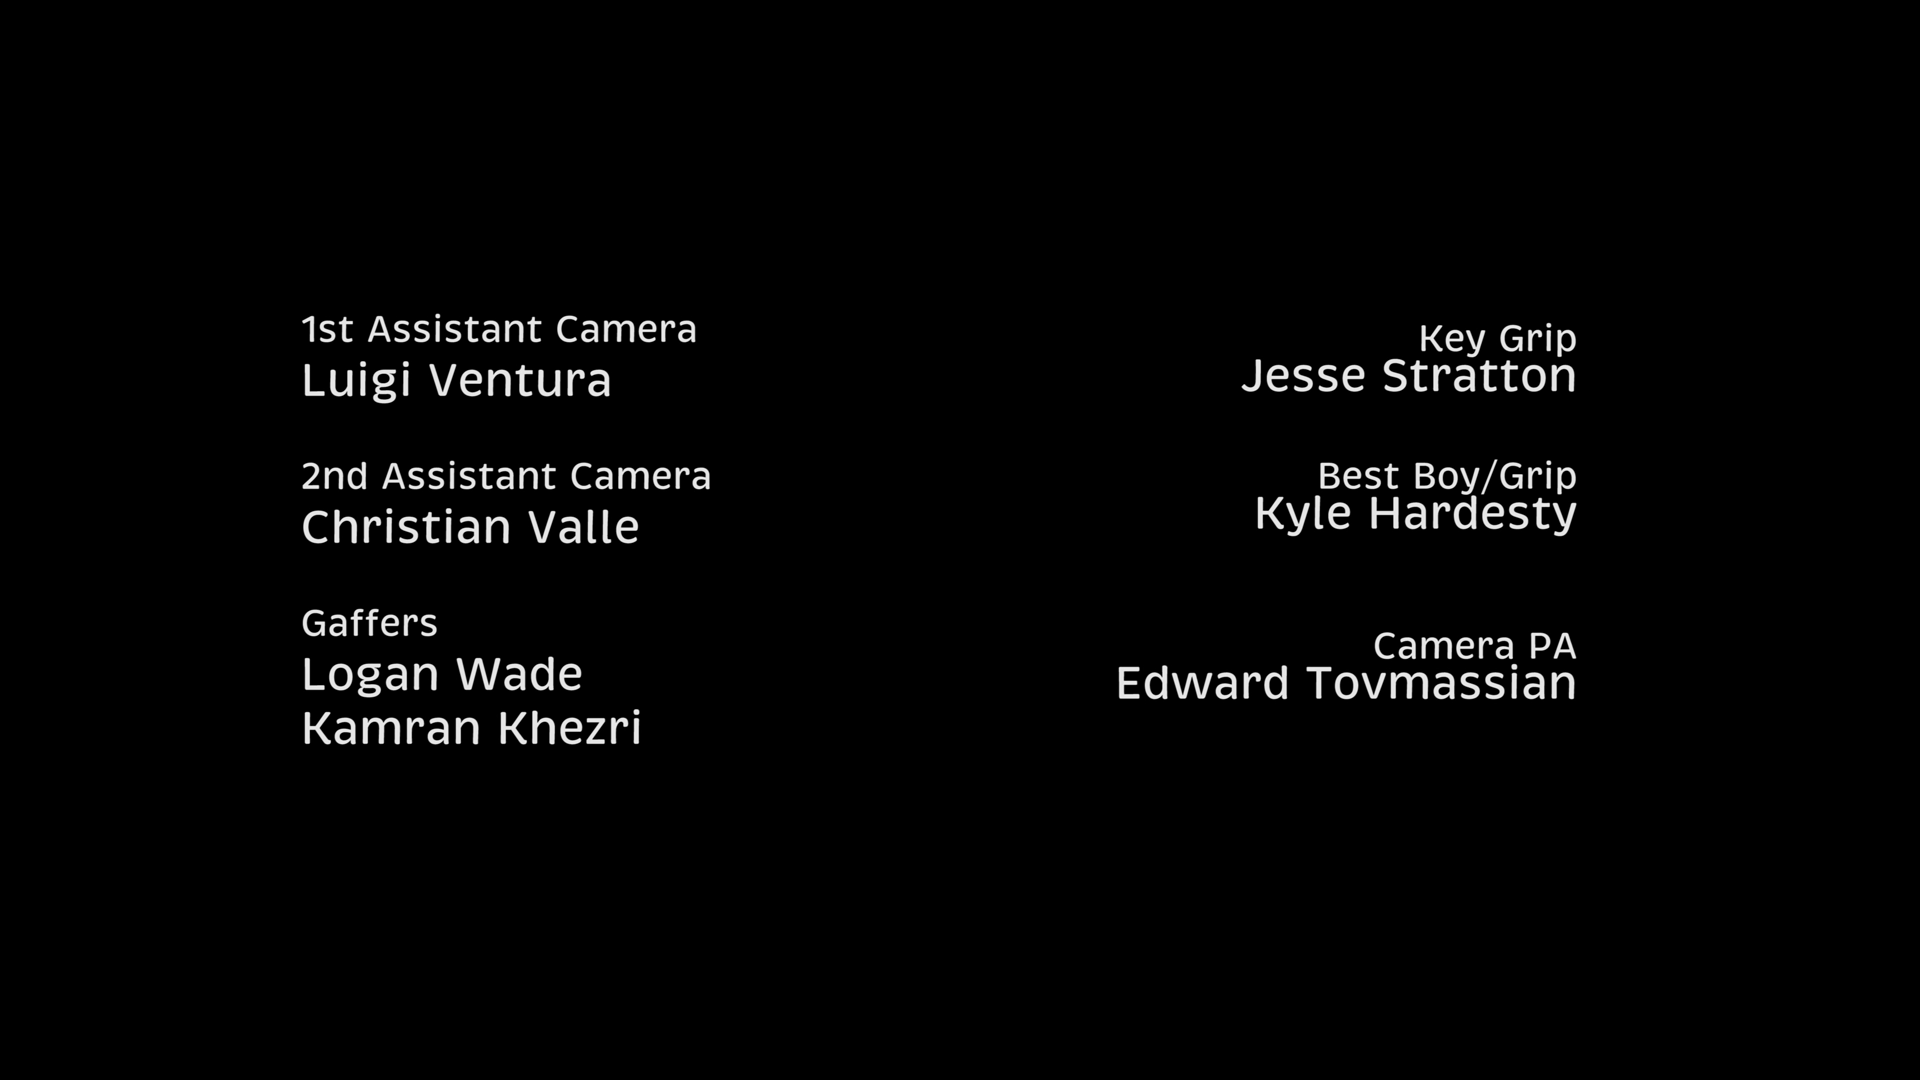 1st Assistant Camera
Luigi Ventura
2nd Assistant Camera
Christian Valle
Gaffers
Logan Wade
Kamran Khezri
Key Grip
Jesse Stratton
Best Boy/Grip
Kyle Hardesty
Camera PA
Edward Tovmassian